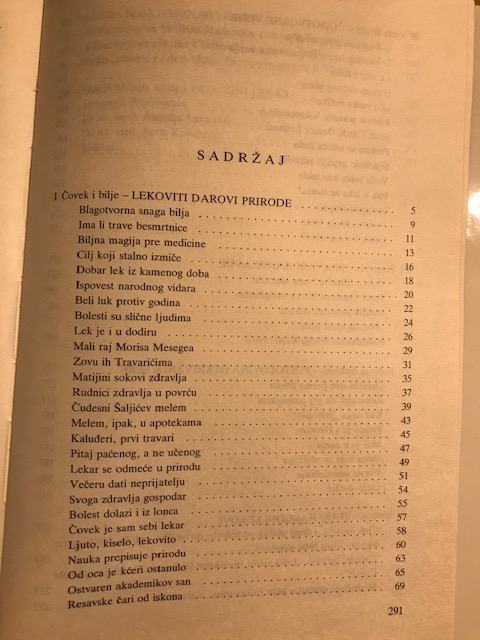 SADRŽAJ
1 Čovek i bilje – LEKOVITI DAROVI PRIRODE 5
Blagotvorna snaga bilja 9
Ima li trave besmrtnice 11
Biljna magija pre medicine 13
Cilj koji stalno izmiče 16
Dobar lek iz kamenog doba 18
Ispovest narodnog vidara 20
Beli luk protiv godina 22
Bolesti su slične ljudima 24
Lek je i u dodiru 26
Mali raj Morisa Mesegea 29
Zovu ih Travarićima 31
Matijini sokovi zdravlja 35
Rudnici zdravlja u povrću 37
Čudesni Šaljićev melem 39
Melem, ipak, u apotekama 43
Kaluđeri, prvi travari 45
Pitaj paćenog, a ne učenog 47
Lekar se odmeće u prirodu 49
Večeru dati neprijatelju 51
Svoga zdravlja gospodar 54
Bolest dolazi i iz lonca 55
Čovek je sam sebi lekar 57
Ljuto, kiselo, lekovito 58
Nauka prepisuje prirodu 60
Od oca je kćeri ostanulo 63
Ostvaren akademikov san 65
Resavske čari od iskona 69
291